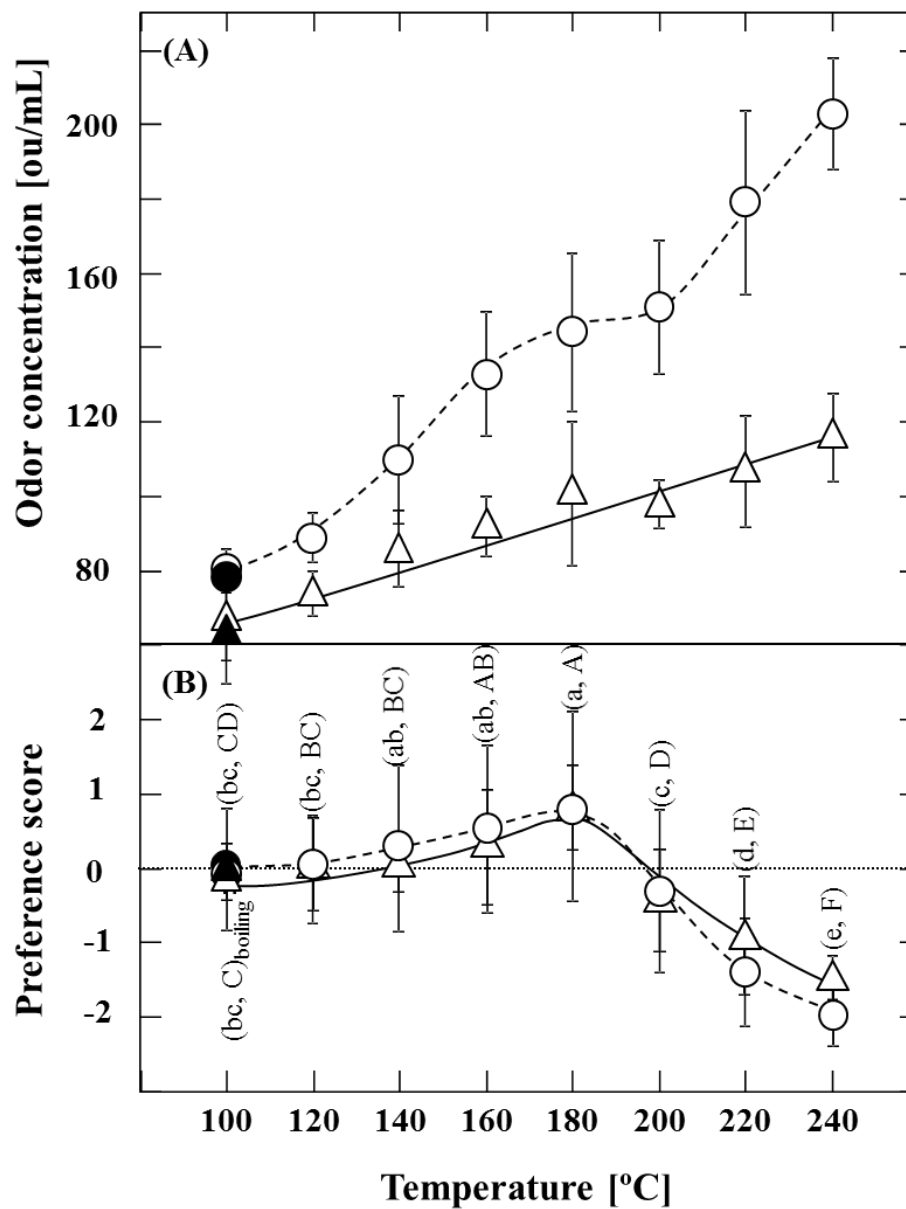 (A)
Odor concentration [ou/mL]
200
160
120
80
(B)
Preference score
2
1
0
-1
-2
(bc, CD)
(bc, C)boiling
(bc, BC)
(ab, BC)
(ab, AB)
(a, A)
(c, D)
(d, E)
(e, F)
100 120 140 160 180 200 220 240
Temperature [ºC]